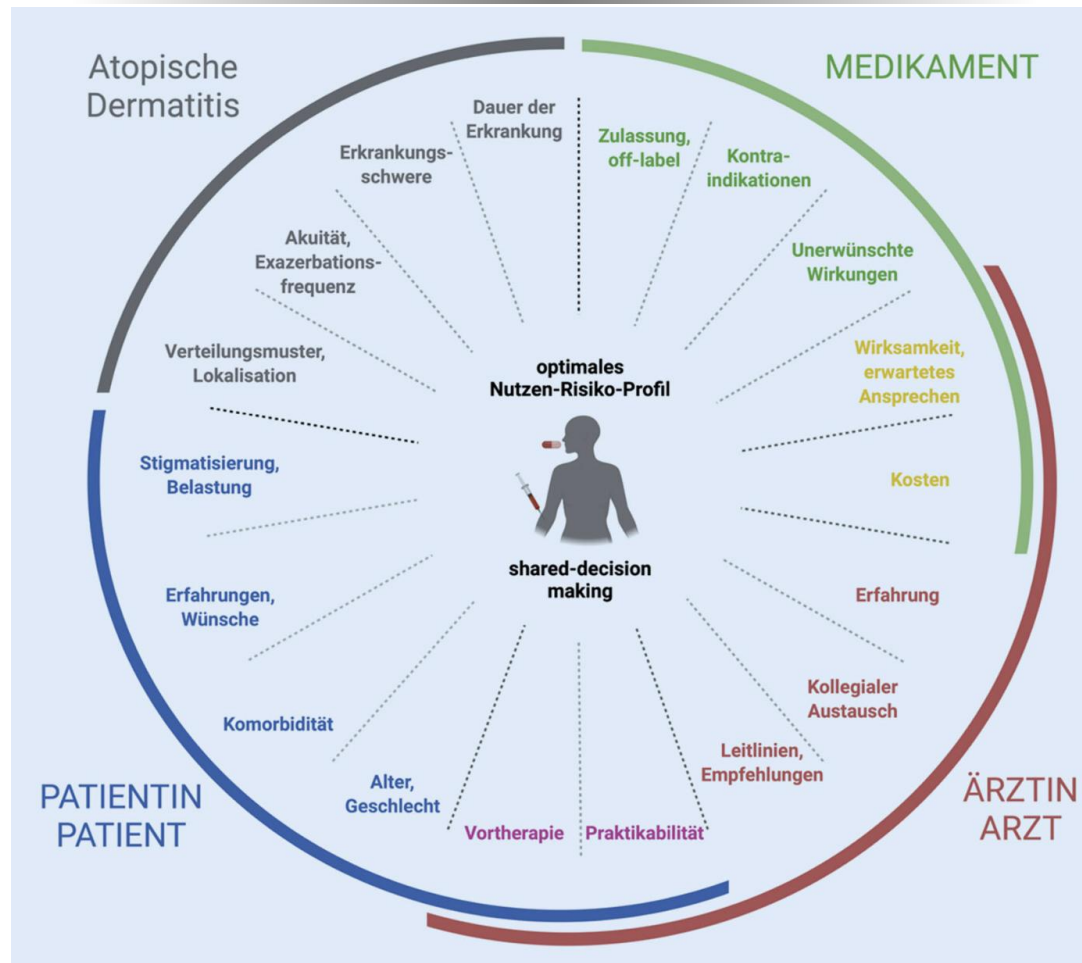 Atopische
Dermatitis
MEDIKAMENT
Dauer der
Erkrankung
Zulassung,
off-label
Kontra-
indikationen
Erkrankungs-
schwere
Akuität,
Exazerbations-
frequenz
Unerwünschte
Wirkungen
Verteilungsmuster,
Lokalisation
optimales
Nutzen-Risiko-Profil
Wirksamkeit,
erwartetes
Ansprechen
Stigmatisierung,
Belastung
Kosten
shared-decision
making
Erfahrungen,
Wünsche
Erfahrung
Komorbidität
Kollegialer
Austausch
Alter,
Geschlecht
Leitlinien,
Empfehlungen
Vortherapie
Praktikabilität
PATIENTIN
PATIENT
ÄRZTIN
ARZT